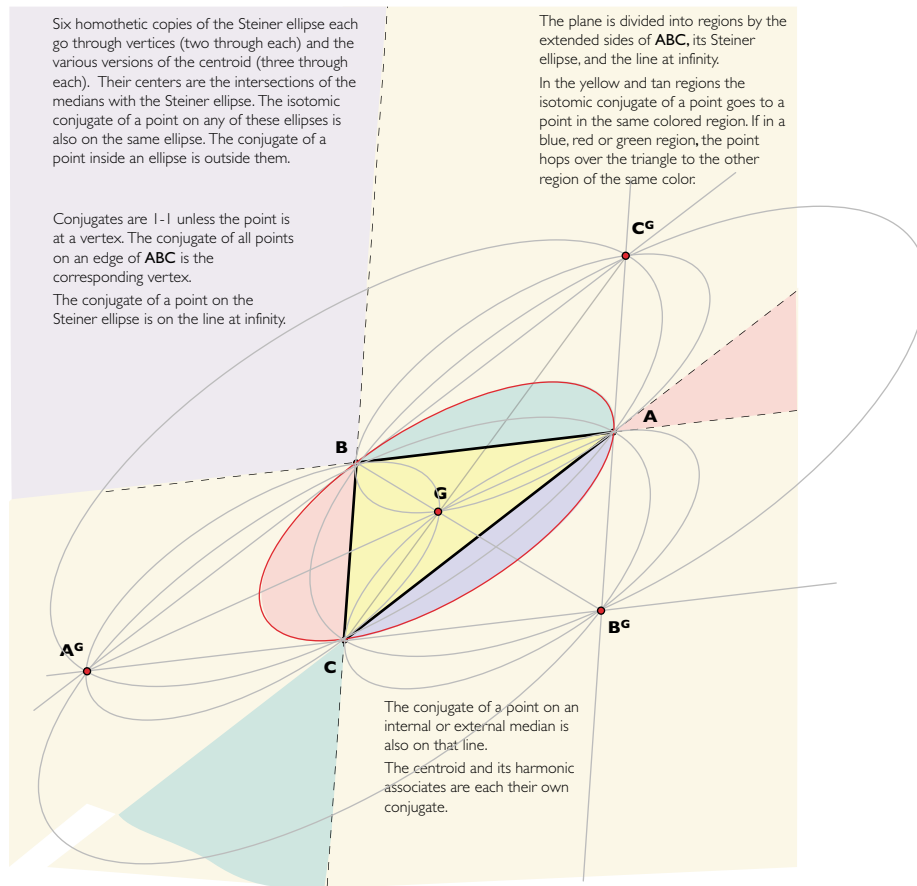 Six homothetic copies of the Steiner ellipse each
go through vertices (two through each) and the
various versions of the centroid (three through
each).  Their centers are the intersections of the
medians with the Steiner ellipse. The isotomic
conjugate of a point on any of these ellipses is
also on the same ellipse. The conjugate of a
point inside an ellipse is outside them.
Conjugates are 1-1 unless the point is
at a vertex. The conjugate of all points
on an edge of ABC is the
corresponding vertex.
The conjugate of a point on the
Steiner ellipse is on the line at infinity.
The plane is divided into regions by the
extended sides of ABC, its Steiner
ellipse, and the line at infinity.
In the yellow and tan regions the
isotomic conjugate of a point goes to a
point in the same colored region. If in a
blue, red or green region, the point
hops over the triangle to the other
region of the same color.
Cᴳ
A
B
G
Bᴳ
Aᴳ
C
The conjugate of a point on an
internal or external median is
also on that line.
The centroid and its harmonic
associates are each their own
conjugate.